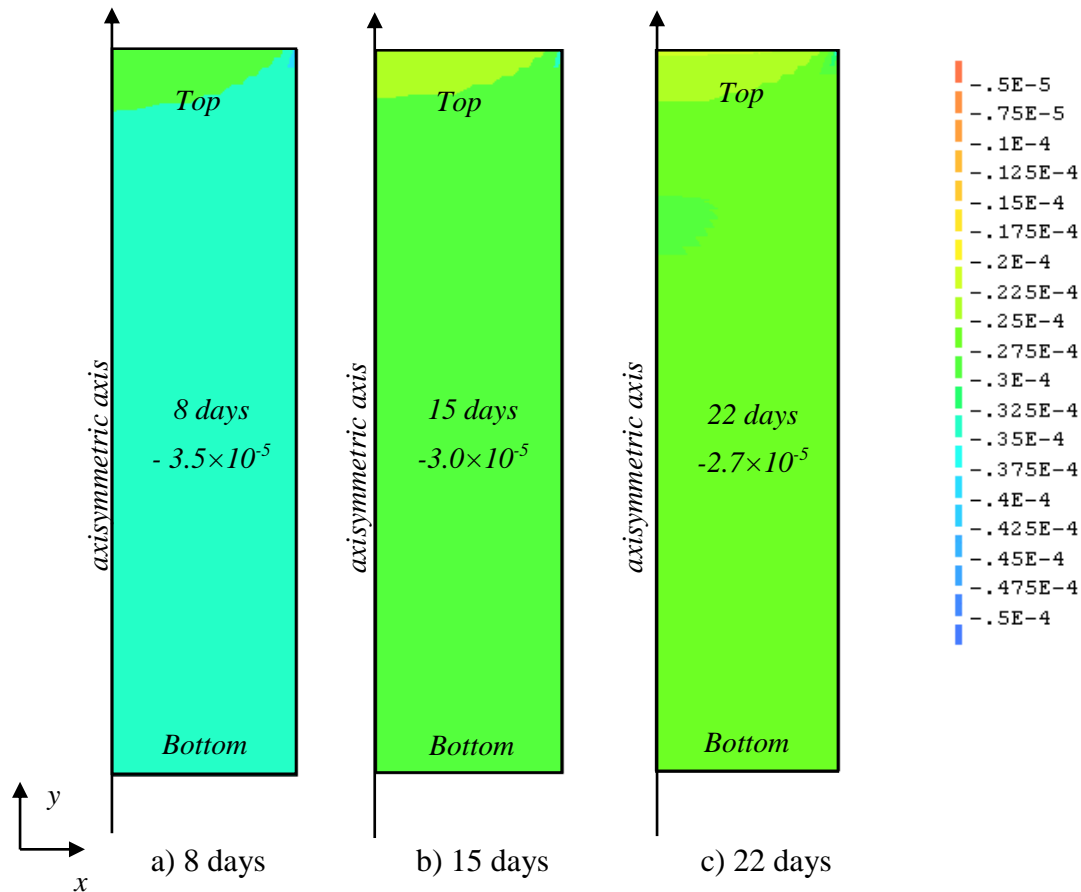 Top
axisymmetric axis
8 days
- 3.5×10-5
Bottom
a) 8 days
Top
axisymmetric axis
15 days
-3.0×10-5
Bottom
b) 15 days
Top
axisymmetric axis
22 days
-2.7×10-5
Bottom
c) 22 days
y
x
-.5E-5
-.75E-5
-.1E-4
-.125E-4
-.15E-4
-.175E-4
-.2E-4
-.225E-4
-.25E-4
-.275E-4
-.3E-4
-.325E-4
-.35E-4
-.375E-4
-.4E-4
-.425E-4
-.45E-4
-.475E-4
-.5E-4